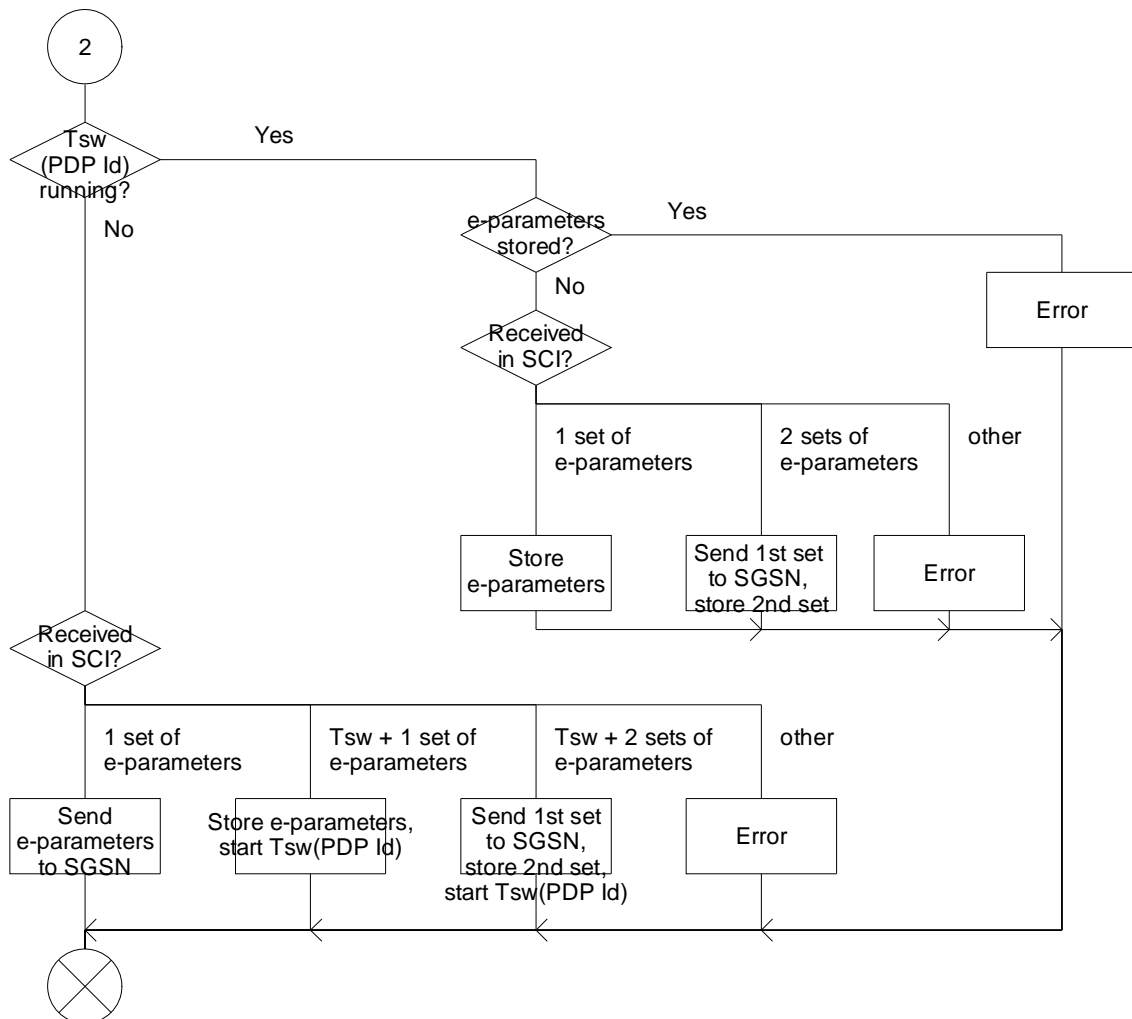 2
Tsw
(PDP Id)
running?
Yes
No
e-parameters
stored?
Yes
No
Error
Received
in SCI?
1 set of
e-parameters
2 sets of
e-parameters
other
Store
e-parameters
Send 1st set
to SGSN,
store 2nd set
Error
Received
in SCI?
1 set of
e-parameters
Tsw + 1 set of
e-parameters
Tsw + 2 sets of
e-parameters
other
Send
e-parameters
to SGSN
Store e-parameters,
start Tsw(PDP Id)
Send 1st set
to SGSN,
store 2nd set,
start Tsw(PDP Id)
Error